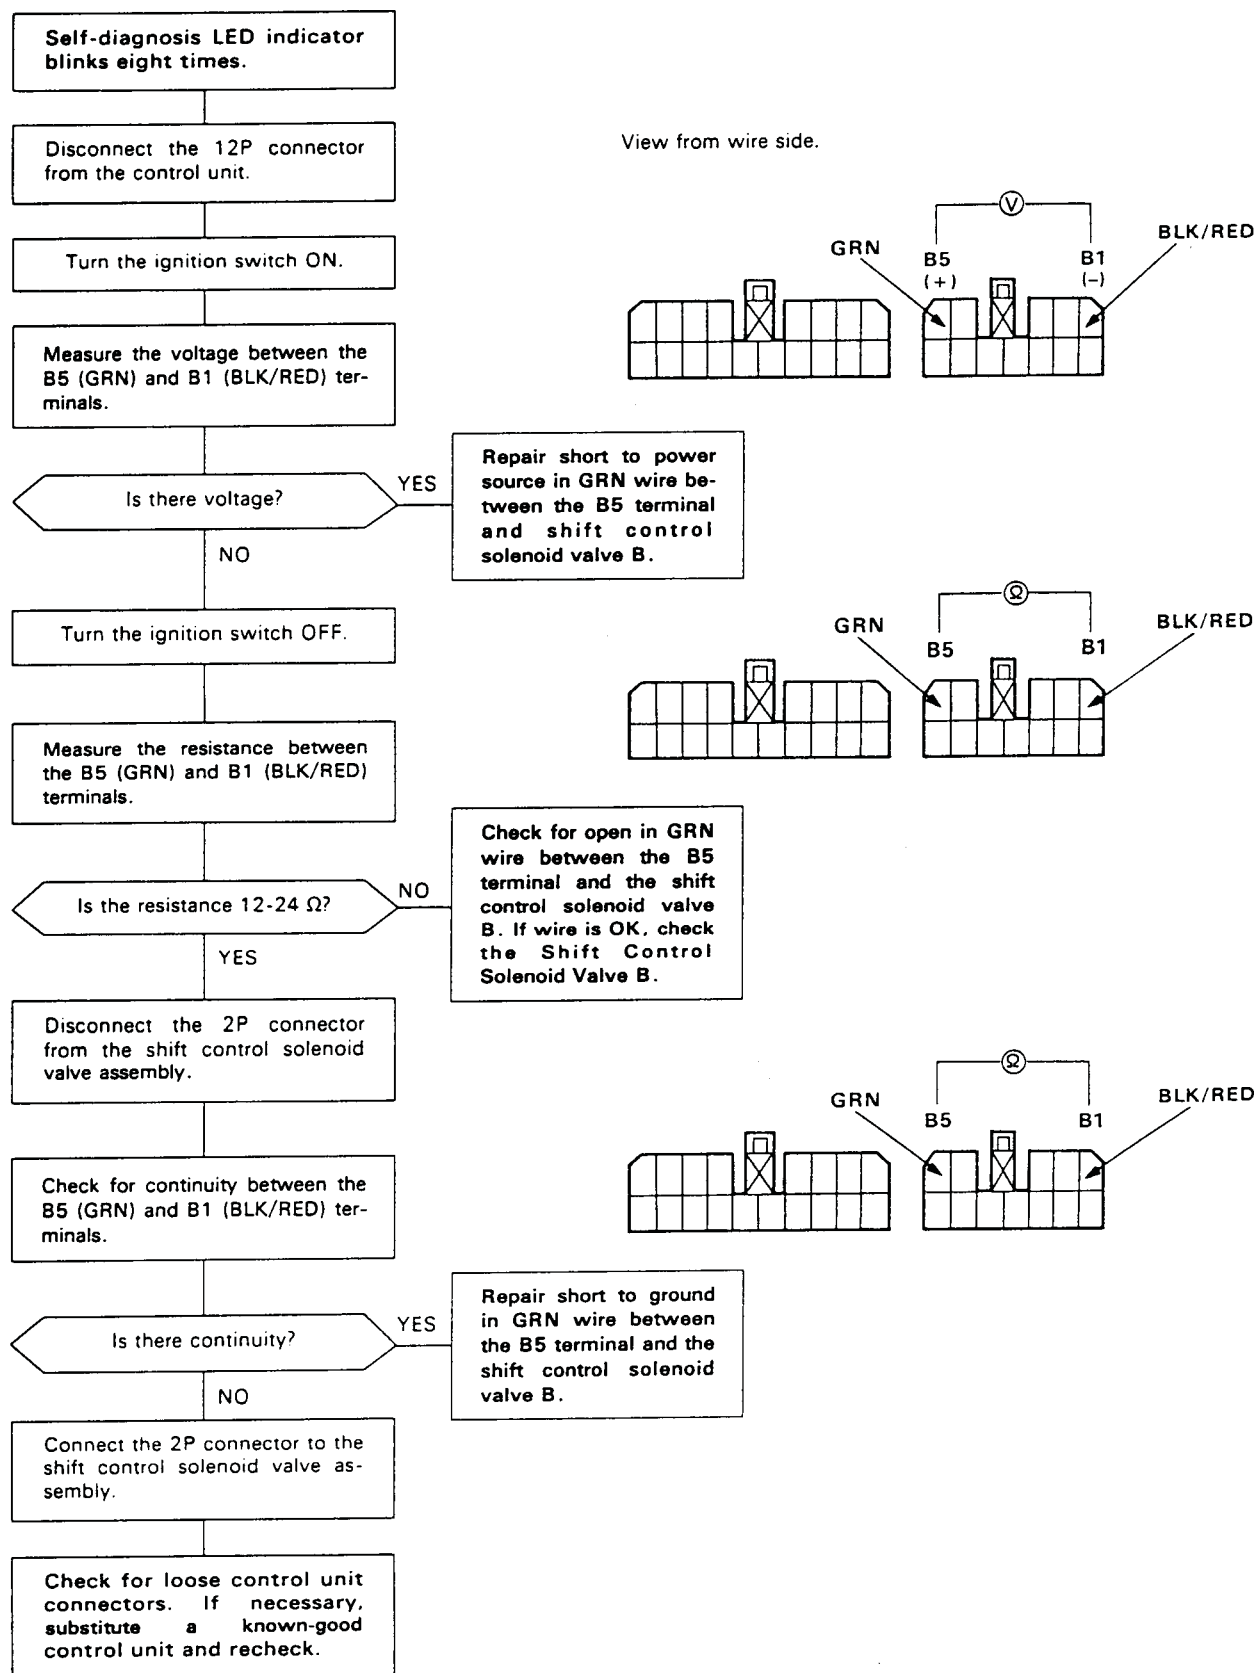 Self-diagnosis LED indicator
blinks eight times.
Disconnect the 12P connector
from the control unit.
Turn the ignition switch ON.
Measure the voltage between the
B5 (GRN) and B1 (BLK/RED) ter-
minals.
View from wire side.
V
GRN
B5
(+)
B1
(−)
BLK/RED
Is there voltage?
YES
Repair short to power
source in GRN wire be-
tween the B5 terminal
and shift control
solenoid valve B.
NO
Turn the ignition switch OFF.
Measure the resistance between
the B5 (GRN) and B1 (BLK/RED)
terminals.
Ω
GRN
B5
B1
BLK/RED
Is the resistance 12-24 Ω?
NO
Check for open in GRN
wire between the B5
terminal and the shift
control solenoid valve
B. If wire is OK, check
the Shift Control
Solenoid Valve B.
YES
Disconnect the 2P connector
from the shift control solenoid
valve assembly.
Check for continuity between the
B5 (GRN) and B1 (BLK/RED) ter-
minals.
Ω
GRN
B5
B1
BLK/RED
Is there continuity?
YES
Repair short to ground
in GRN wire between
the B5 terminal and the
shift control solenoid
valve B.
NO
Connect the 2P connector to the
shift control solenoid valve as-
sembly.
Check for loose control unit
connectors. If necessary,
substitute a known-good
control unit and recheck.